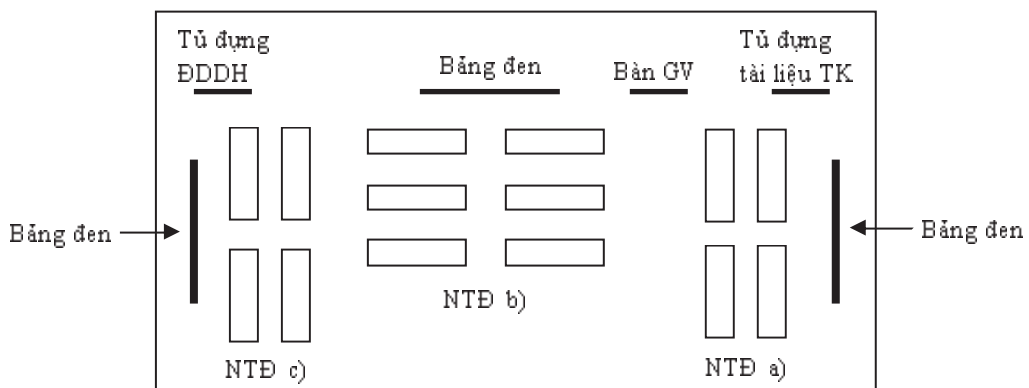 Tủ đựng
ĐDDH
Bảng đen
Bàn GV
Tủ đựng
tài liệu TK
Bảng đen
Bảng đen
NTĐ b)
NTĐ c)
NTĐ a)